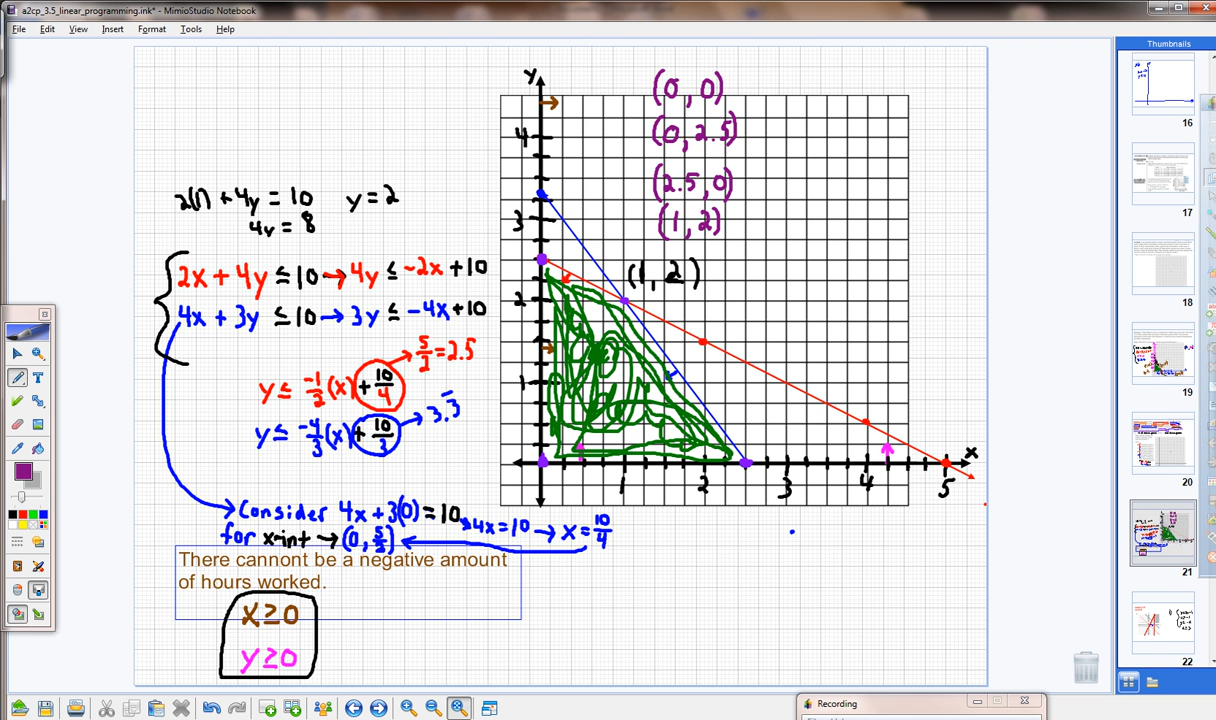 a2cp_3.5_linear_programming.ink* - MimioStudio Notebook
File Edit View Insert Format Tools Help
Thumbnails
16
17
18
19
20
21
22
2(1) + 4y = 10 y = 2
4y = 8
2x + 4y ≤ 10 → 4y ≤ -2x + 10
4x + 3y ≤ 10 → 3y ≤ -4x + 10
y ≤ -1/2 (x) + 10/4 → 5/2 = 2.5
y ≤ -4/3 (x) + 10/3 → 3.3̅
Consider 4x + 3(0) = 10 → 4x = 10 → x = 10/4
for x-int → (0, 5/2)
There cannont be a negative amount
of hours worked.
x ≥ 0
y ≥ 0
y
(0, 0)
4
(0, 2.5)
(2.5, 0)
3
(1, 2)
(1, 2)
2
1
x
1 2 3 4 5
Recording